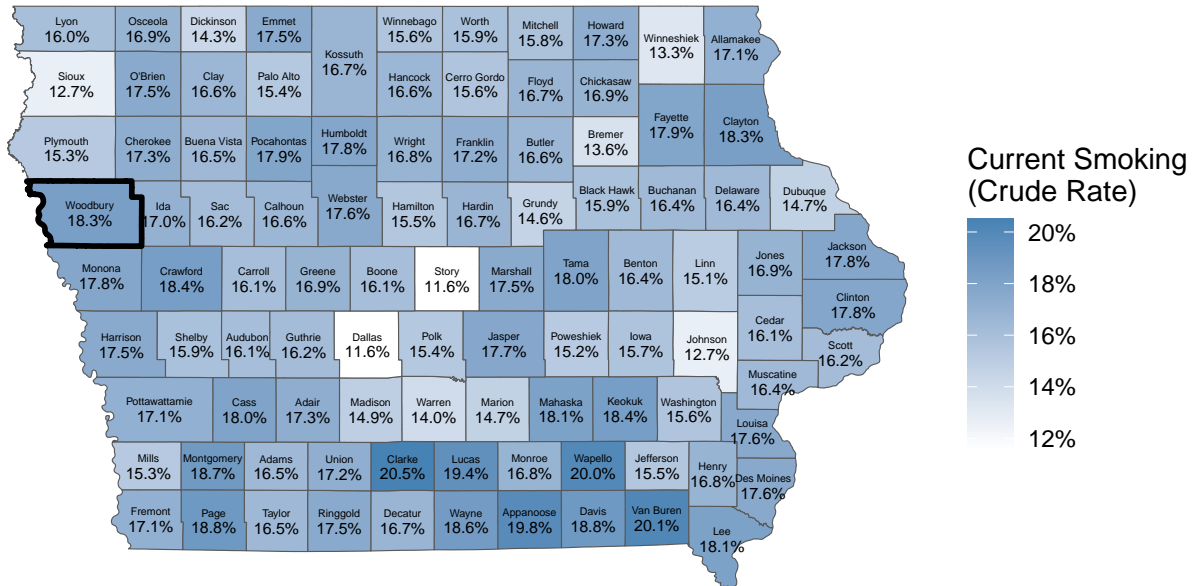 Lyon
16.0%
Osceola
16.9%
Dickinson
14.3%
Emmet
17.5%
Kossuth
16.7%
Winnebago
15.6%
Worth
15.9%
Mitchell
15.8%
Howard
17.3%
Winneshiek
13.3%
Allamakee
17.1%
Sioux
12.7%
O'Brien
17.5%
Clay
16.6%
Palo Alto
15.4%
Hancock
16.6%
Cerro Gordo
15.6%
Floyd
16.7%
Chickasaw
16.9%
Fayette
17.9%
Clayton
18.3%
Plymouth
15.3%
Cherokee
17.3%
Buena Vista
16.5%
Pocahontas
17.9%
Humboldt
17.8%
Wright
16.8%
Franklin
17.2%
Butler
16.6%
Bremer
13.6%
Woodbury
18.3%
Ida
17.0%
Sac
16.2%
Calhoun
16.6%
Webster
17.6%
Hamilton
15.5%
Hardin
16.7%
Grundy
14.6%
Black Hawk
15.9%
Buchanan
16.4%
Delaware
16.4%
Dubuque
14.7%
Monona
17.8%
Crawford
18.4%
Carroll
16.1%
Greene
16.9%
Boone
16.1%
Story
11.6%
Marshall
17.5%
Tama
18.0%
Benton
16.4%
Linn
15.1%
Jones
16.9%
Jackson
17.8%
Clinton
17.8%
Harrison
17.5%
Shelby
15.9%
Audubon
16.1%
Guthrie
16.2%
Dallas
11.6%
Polk
15.4%
Jasper
17.7%
Poweshiek
15.2%
Iowa
15.7%
Johnson
12.7%
Cedar
16.1%
Scott
16.2%
Muscatine
16.4%
Pottawattamie
17.1%
Cass
18.0%
Adair
17.3%
Madison
14.9%
Warren
14.0%
Marion
14.7%
Mahaska
18.1%
Keokuk
18.4%
Washington
15.6%
Louisa
17.6%
Mills
15.3%
Montgomery
18.7%
Adams
16.5%
Union
17.2%
Clarke
20.5%
Lucas
19.4%
Monroe
16.8%
Wapello
20.0%
Jefferson
15.5%
Henry
16.8%
Des Moines
17.6%
Fremont
17.1%
Page
18.8%
Taylor
16.5%
Ringgold
17.5%
Decatur
16.7%
Wayne
18.6%
Appanoose
19.8%
Davis
18.8%
Van Buren
20.1%
Lee
18.1%
Current Smoking
(Crude Rate)
20%
18%
16%
14%
12%